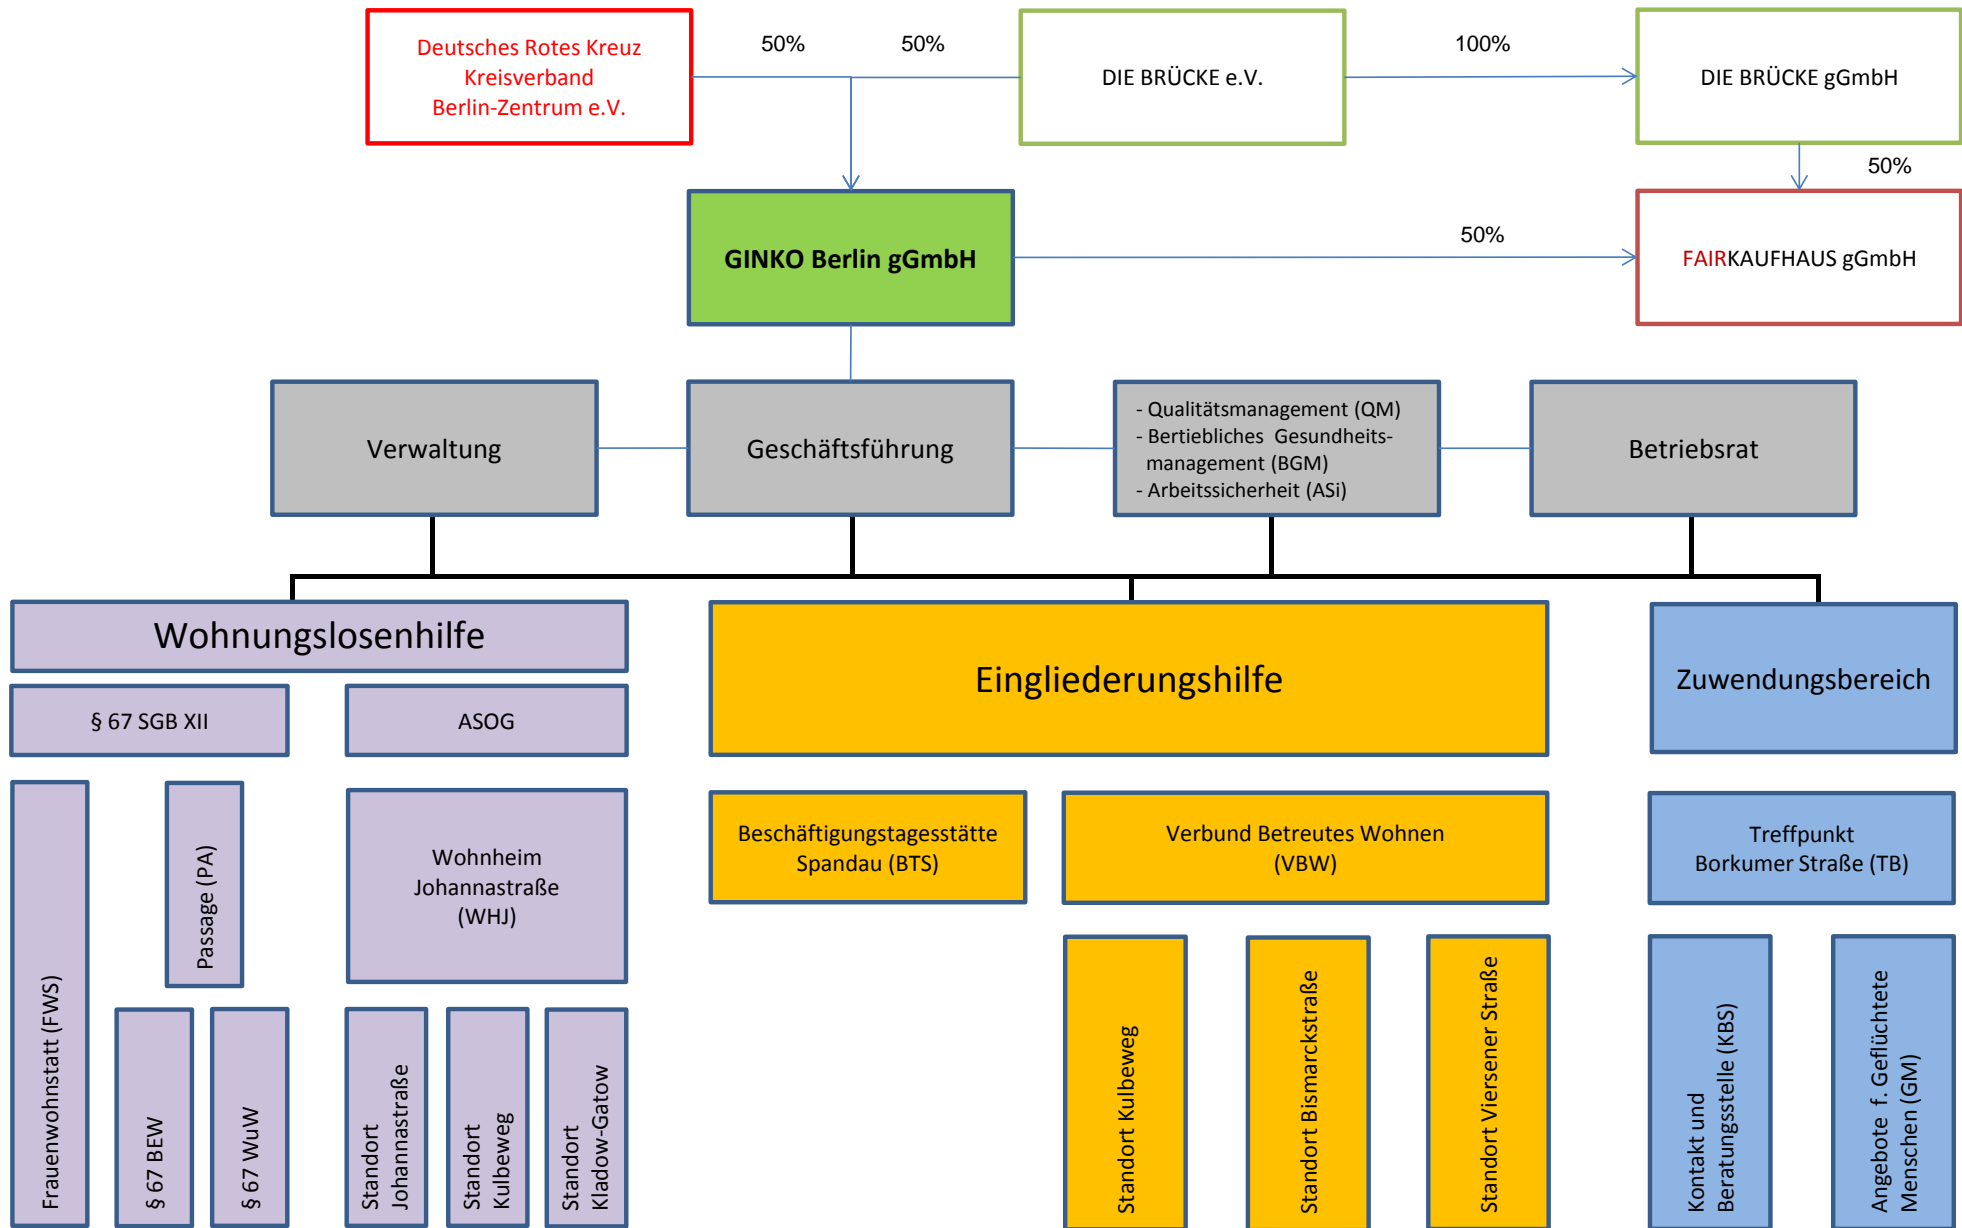 Deutsches Rotes Kreuz
Kreisverband
Berlin-Zentrum e.V.
50%
50%
DIE BRÜCKE e.V.
100%
DIE BRÜCKE gGmbH
50%
GINKO Berlin gGmbH
50%
FAIRKAUFHAUS gGmbH
Verwaltung
Geschäftsführung
- Qualitätsmanagement (QM)
- Bertiebliches Gesundheits-
management (BGM)
- Arbeitssicherheit (ASi)
Betriebsrat
Wohnungslosenhilfe
§ 67 SGB XII
ASOG
Eingliederungshilfe
Zuwendungsbereich
Frauenwohnstatt (FWS)
Passage (PA)
§ 67 BEW
§ 67 WuW
Wohnheim
Johannastraße
(WHJ)
Standort
Johannastraße
Standort
Kulbeweg
Standort
Kladow-Gatow
Beschäftigungstagesstätte
Spandau (BTS)
Verbund Betreutes Wohnen
(VBW)
Standort Kulbeweg
Standort Bismarckstraße
Standort Viersener Straße
Treffpunkt
Borkumer Straße (TB)
Kontakt und
Beratungsstelle (KBS)
Angebote f. Geflüchtete
Menschen (GM)